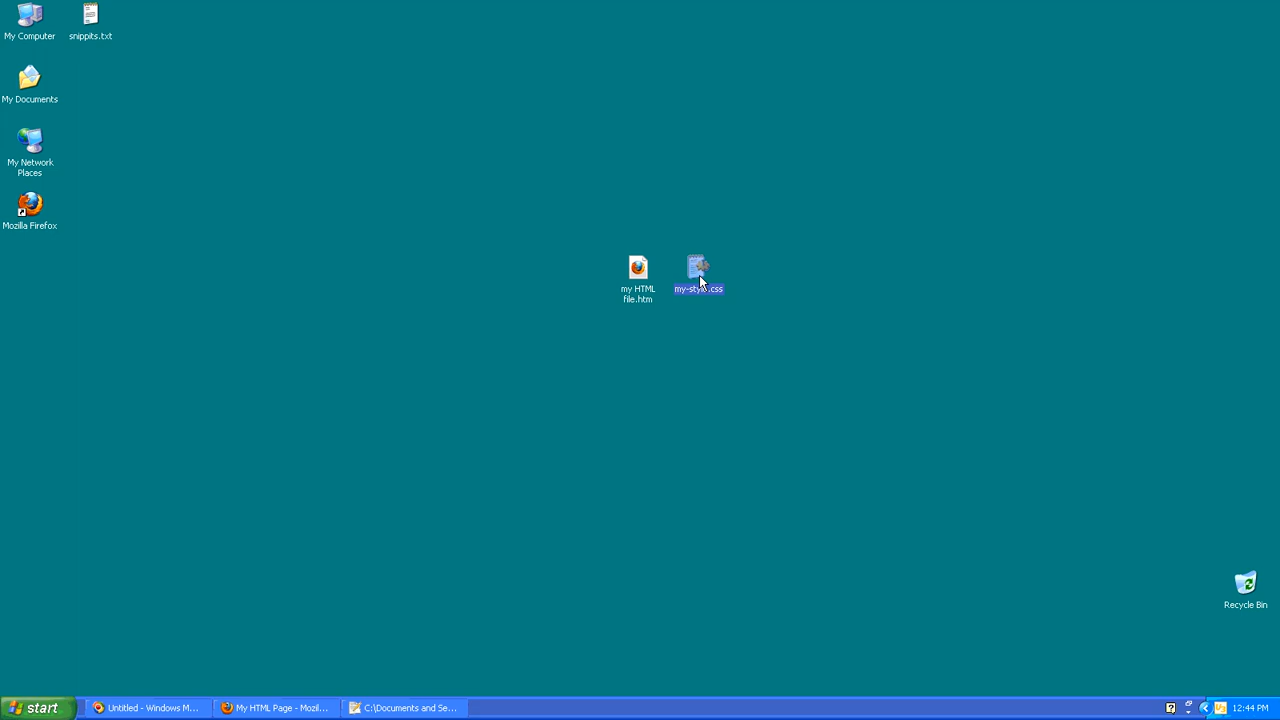 My Computer
snippits.txt
My Documents
My Network
Places
Mozilla Firefox
my HTML
file.htm
my-style.css
Recycle Bin
start
Untitled - Windows M...
My HTML Page - Mozil...
C:\Documents and Se...
12:44 PM